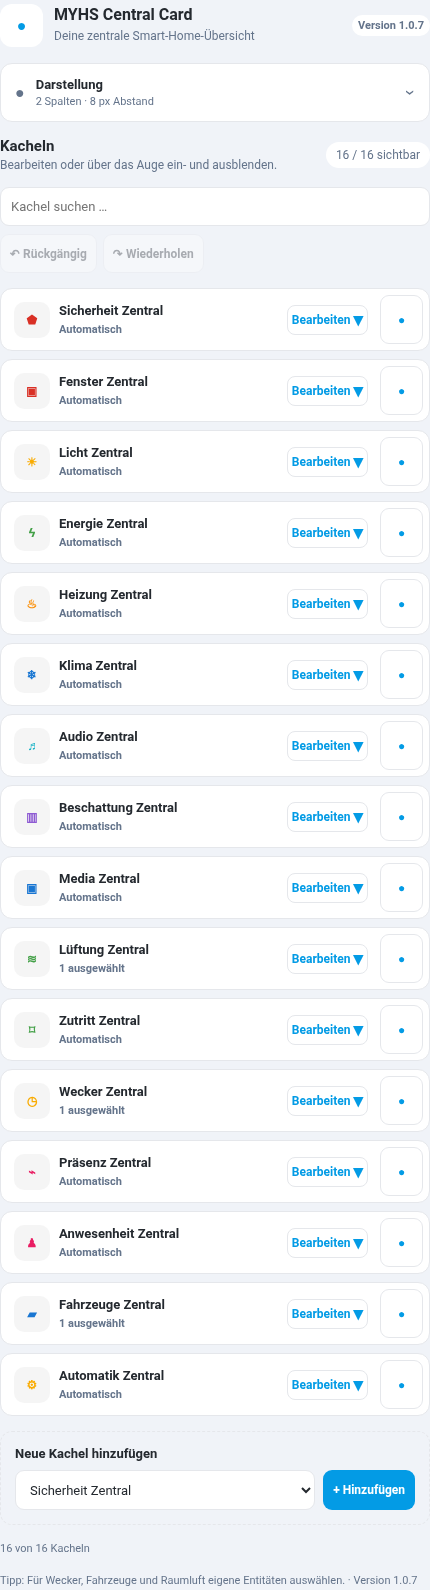 MYHS Central Card
Deine zentrale Smart-Home-Übersicht
Version 1.0.7
Darstellung
2 Spalten · 8 px Abstand
Kacheln
Bearbeiten oder über das Auge ein- und ausblenden.
16 / 16 sichtbar
Kachel suchen ...
↶ Rückgängig
↷ Wiederholen
Sicherheit Zentral
Automatisch
Bearbeiten ▼
Fenster Zentral
Automatisch
Bearbeiten ▼
Licht Zentral
Automatisch
Bearbeiten ▼
Energie Zentral
Automatisch
Bearbeiten ▼
Heizung Zentral
Automatisch
Bearbeiten ▼
Klima Zentral
Automatisch
Bearbeiten ▼
Audio Zentral
Automatisch
Bearbeiten ▼
Beschattung Zentral
Automatisch
Bearbeiten ▼
Media Zentral
Automatisch
Bearbeiten ▼
Lüftung Zentral
1 ausgewählt
Bearbeiten ▼
Zutritt Zentral
Automatisch
Bearbeiten ▼
Wecker Zentral
1 ausgewählt
Bearbeiten ▼
Präsenz Zentral
Automatisch
Bearbeiten ▼
Anwesenheit Zentral
Automatisch
Bearbeiten ▼
Fahrzeuge Zentral
1 ausgewählt
Bearbeiten ▼
Automatik Zentral
Automatisch
Bearbeiten ▼
Neue Kachel hinzufügen
Sicherheit Zentral
+ Hinzufügen
16 von 16 Kacheln
Tipp: Für Wecker, Fahrzeuge und Raumluft eigene Entitäten auswählen. · Version 1.0.7